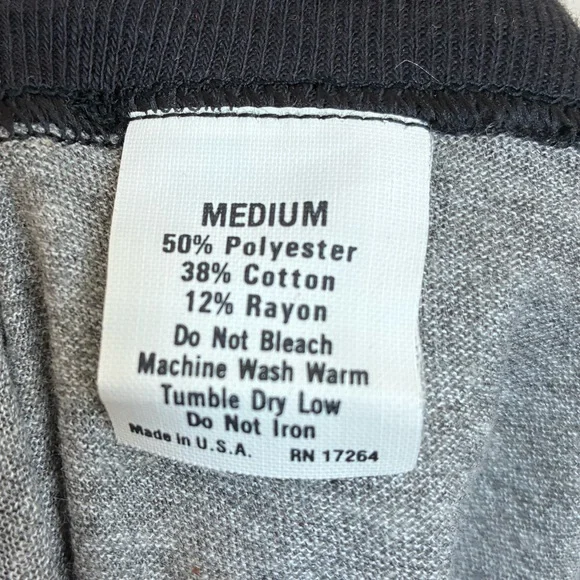 MEDIUM
50% Polyester
38% Cotton
12% Rayon
Do Not Bleach
Machine Wash Warm
Tumble Dry Low
Do Not Iron
Made in U.S.A. RN 17264